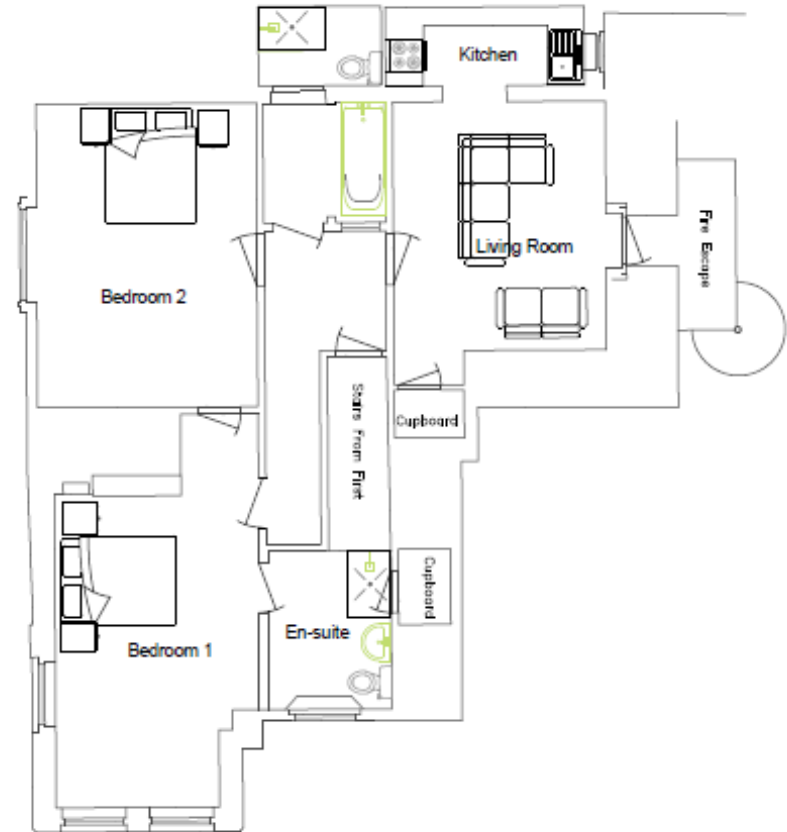 Kitchen
Fire Escape
Living Room
Bedroom 2
Stairs From First
Cupboard
Cupboard
En-suite
Bedroom 1